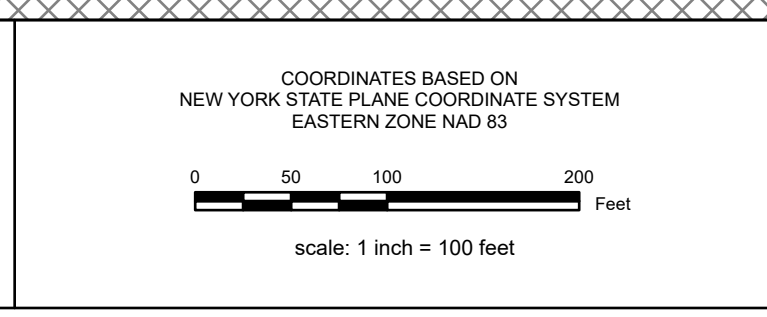 COORDINATES BASED ON
NEW YORK STATE PLANE COORDINATE SYSTEM
EASTERN ZONE NAD 83
0 50 100 200
Feet
scale: 1 inch = 100 feet